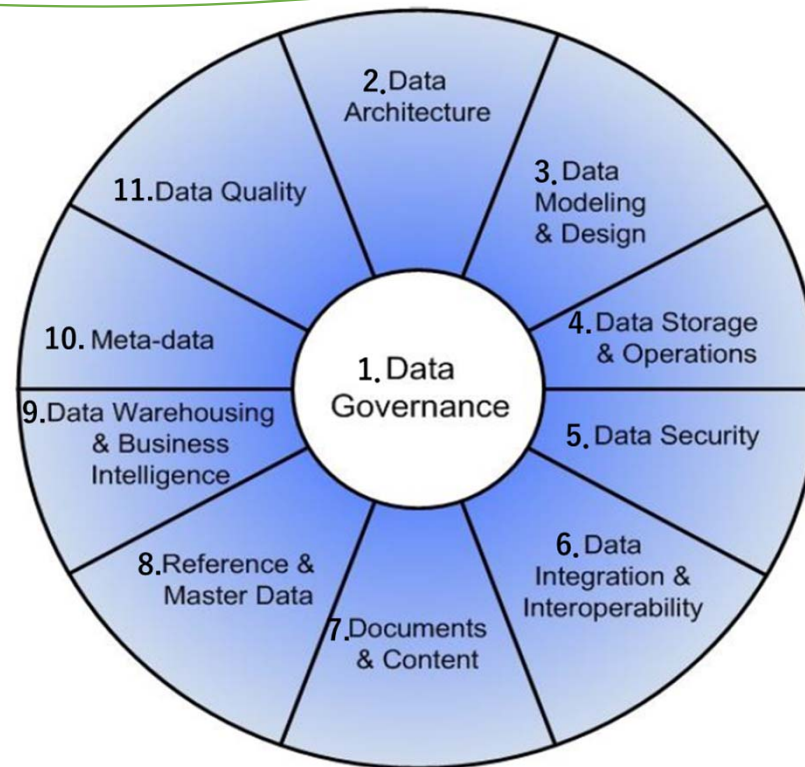 1. Data
Governance
2. Data
Architecture
3. Data
Modeling
& Design
4. Data Storage
& Operations
5. Data Security
6. Data
Integration &
Interoperability
7. Documents
& Content
8. Reference &
Master Data
9. Data Warehousing
& Business
Intelligence
10. Meta-data
11. Data Quality